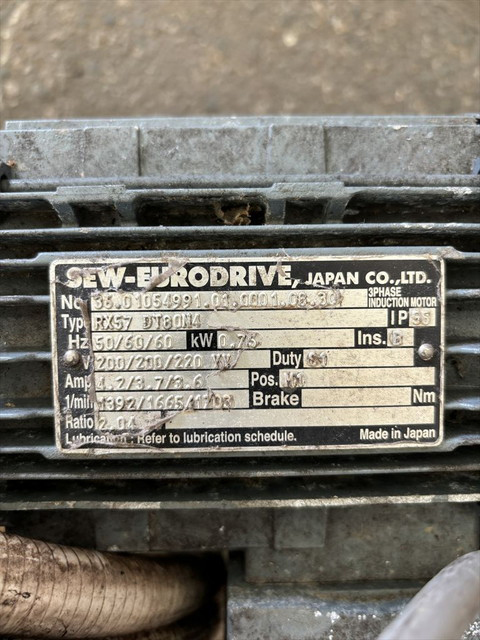 SEW-EURODRIVE, JAPAN CO.,LTD.
No 36.01054991.01.0001.08.30 3PHASE INDUCTION MOTOR
Type RX57 DT80N4 IP 55
Hz 50/60/60 kW 0.75 Ins. B
V 200/200/220 YY Duty S1
Amp 4.2/3.7/3.6 Pos. M1
1/min 1392/1665/1708 Brake Nm
Ratio 2.04
Lubrication: Refer to lubrication schedule. Made in Japan